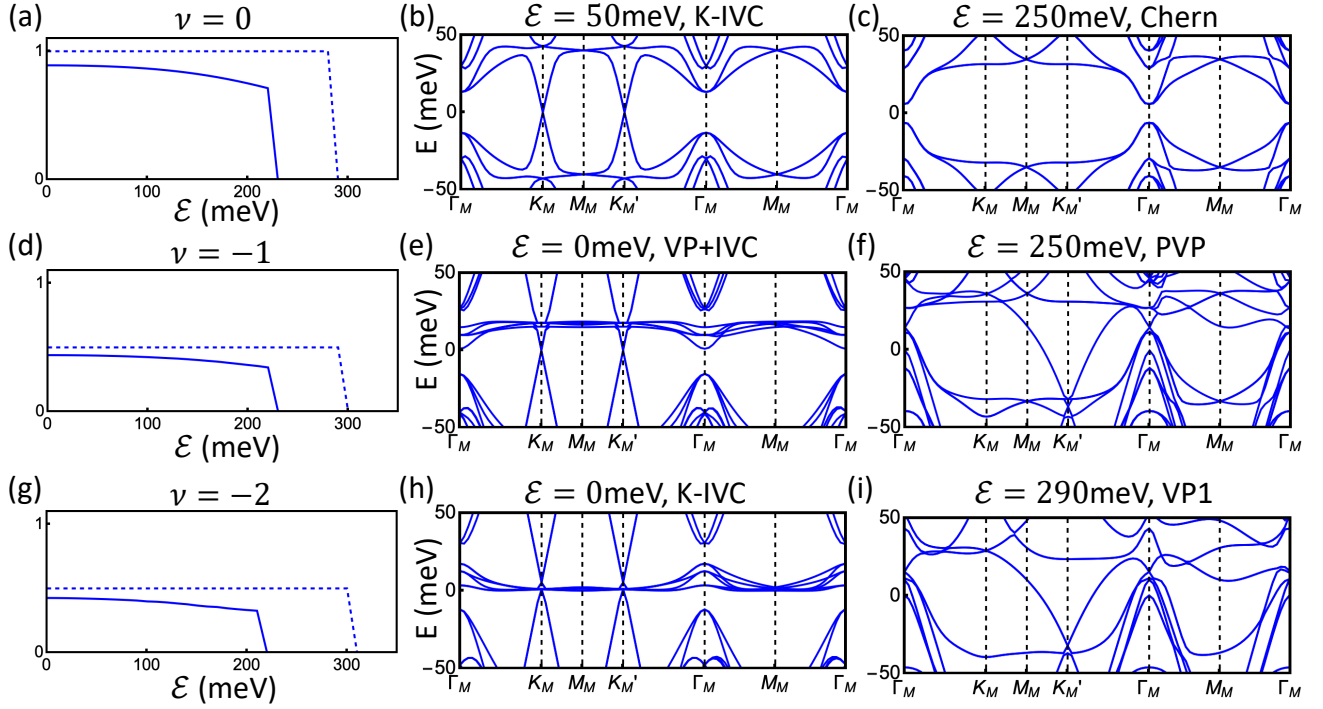 (a) ν = 0
1
0
0 100 200 300
ℰ (meV)
(b) ℰ = 50meV, K-IVC
E (meV)
50
0
−50
Γ_M K_M M_M K_M' Γ_M M_M Γ_M
(c) ℰ = 250meV, Chern
50
0
−50
Γ_M K_M M_M K_M' Γ_M M_M Γ_M
(d) ν = −1
1
0
0 100 200 300
ℰ (meV)
(e) ℰ = 0meV, VP+IVC
E (meV)
50
0
−50
Γ_M K_M M_M K_M' Γ_M M_M Γ_M
(f) ℰ = 250meV, PVP
50
0
−50
Γ_M K_M M_M K_M' Γ_M M_M Γ_M
(g) ν = −2
1
0
0 100 200 300
ℰ (meV)
(h) ℰ = 0meV, K-IVC
E (meV)
50
0
−50
Γ_M K_M M_M K_M' Γ_M M_M Γ_M
(i) ℰ = 290meV, VP1
50
0
−50
Γ_M K_M M_M K_M' Γ_M M_M Γ_M